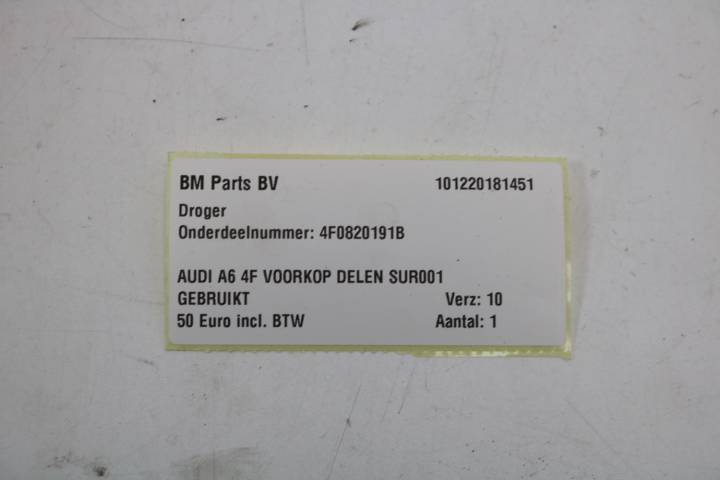 BM Parts BV 101220181451
Droger
Onderdeelnummer: 4F0820191B
AUDI A6 4F VOORKOP DELEN SUR001
GEBRUIKT Verz: 10
50 Euro incl. BTW Aantal: 1